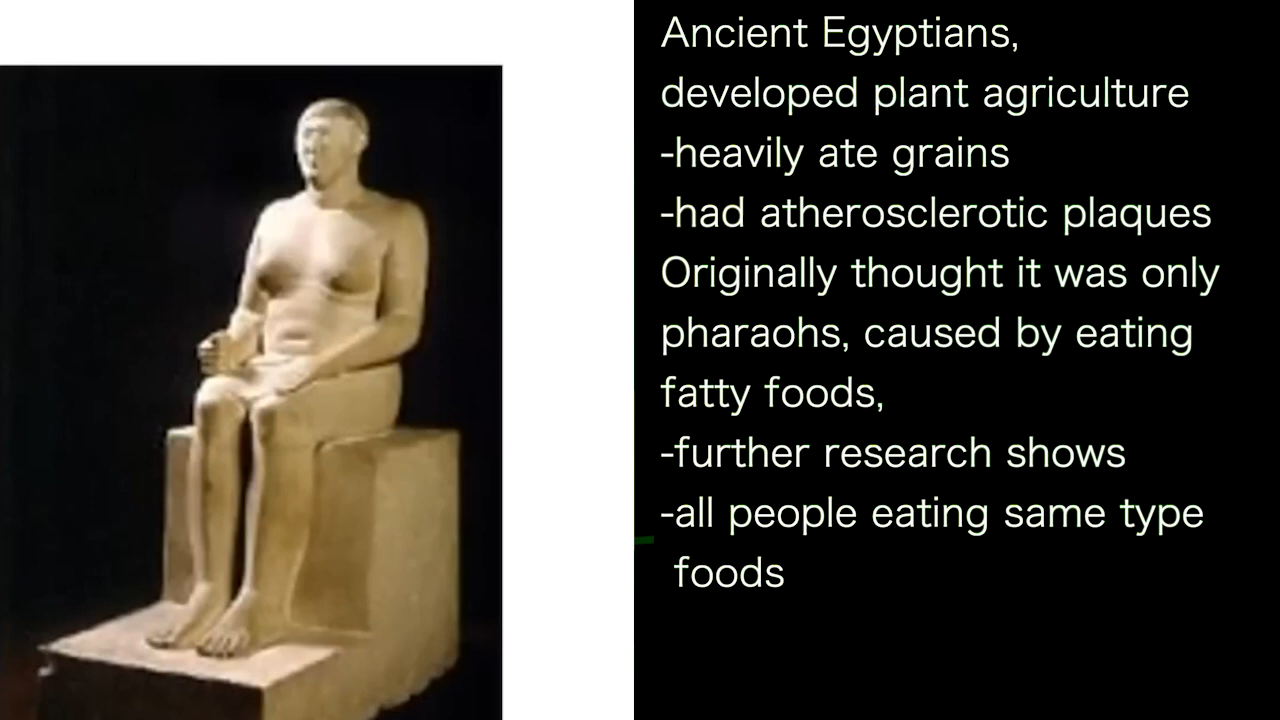 Ancient Egyptians,
developed plant agriculture
-heavily ate grains
-had atherosclerotic plaques
Originally thought it was only
pharaohs, caused by eating
fatty foods,
-further research shows
-all people eating same type
foods